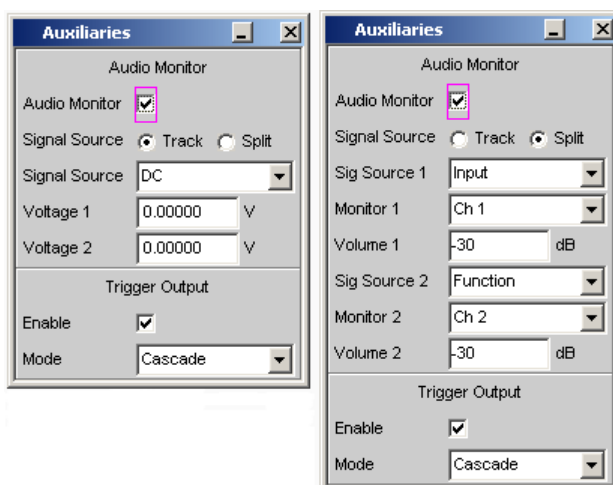 Auxiliaries
Audio Monitor
Audio Monitor
Signal Source Track Split
Signal Source DC
Voltage 1 0.00000 V
Voltage 2 0.00000 V
Trigger Output
Enable
Mode Cascade
Auxiliaries
Audio Monitor
Audio Monitor
Signal Source Track Split
Sig Source 1 Input
Monitor 1 Ch 1
Volume 1 -30 dB
Sig Source 2 Function
Monitor 2 Ch 2
Volume 2 -30 dB
Trigger Output
Enable
Mode Cascade